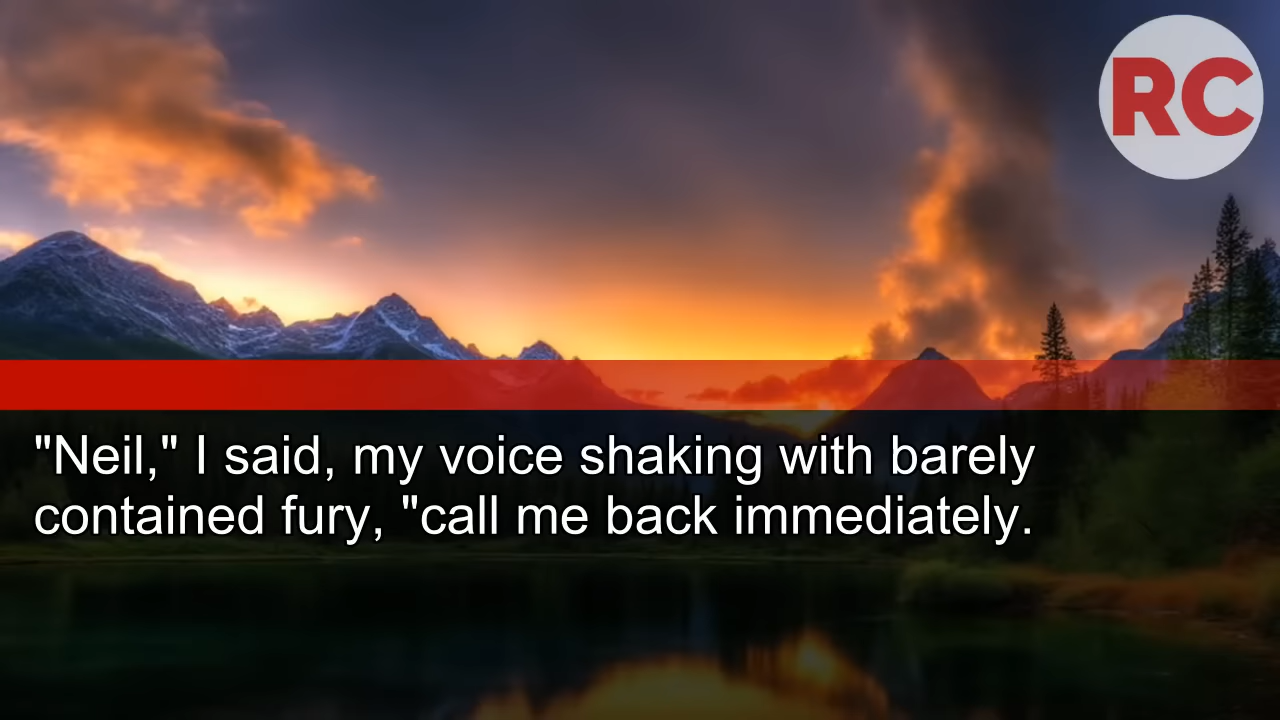 RC
"Neil," I said, my voice shaking with barely
contained fury, "call me back immediately.